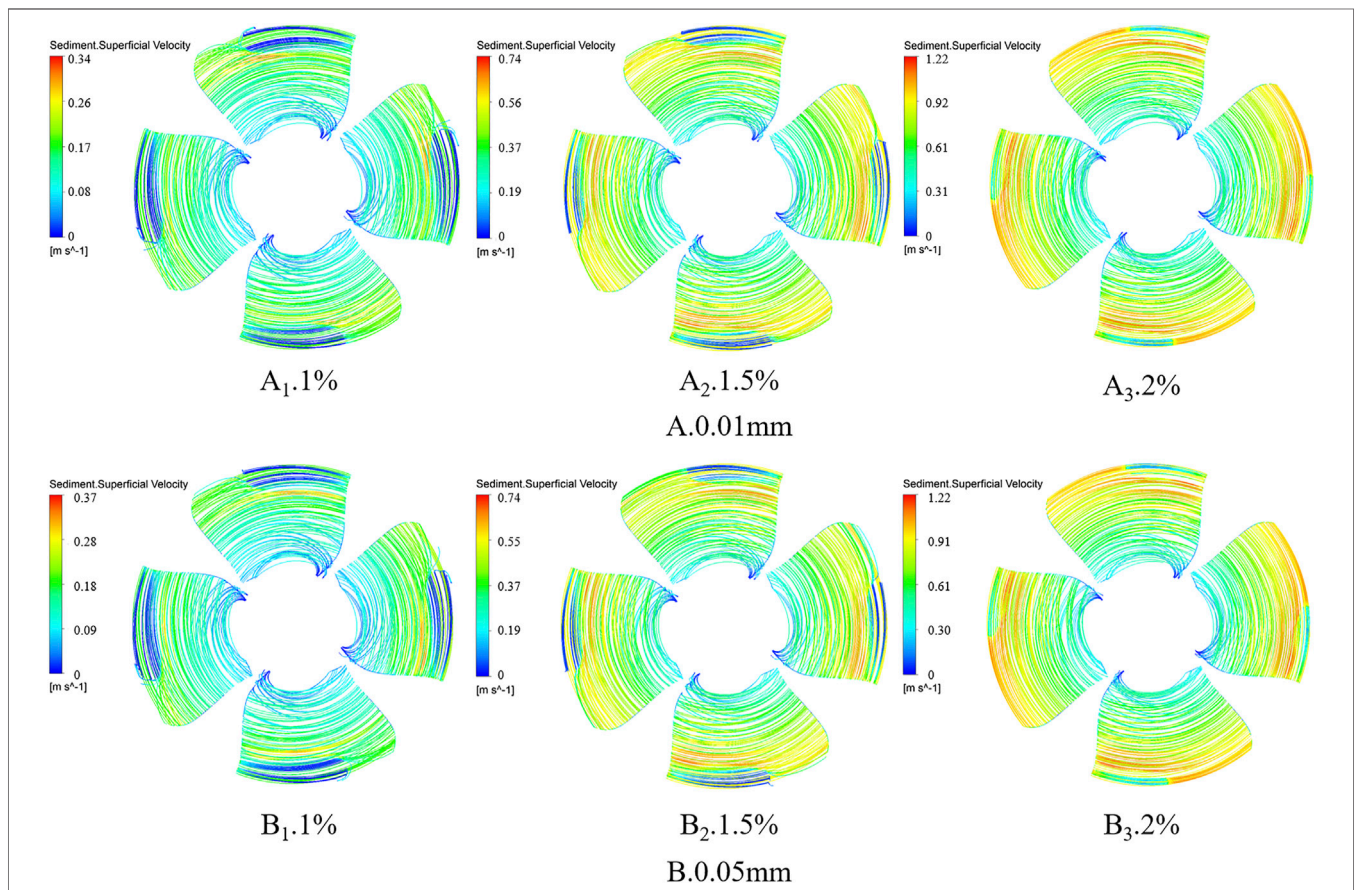 Sediment.Superficial Velocity
0.34
0.26
0.17
0.08
0
[m s^-1]
Sediment.Superficial Velocity
0.74
0.56
0.37
0.19
0
[m s^-1]
Sediment.Superficial Velocity
1.22
0.92
0.61
0.31
0
[m s^-1]
A₁.1%
A₂.1.5%
A₃.2%
A.0.01mm
Sediment.Superficial Velocity
0.37
0.28
0.18
0.09
0
[m s^-1]
Sediment.Superficial Velocity
0.74
0.55
0.37
0.19
0
[m s^-1]
Sediment.Superficial Velocity
1.22
0.91
0.61
0.30
0
[m s^-1]
B₁.1%
B₂.1.5%
B₃.2%
B.0.05mm